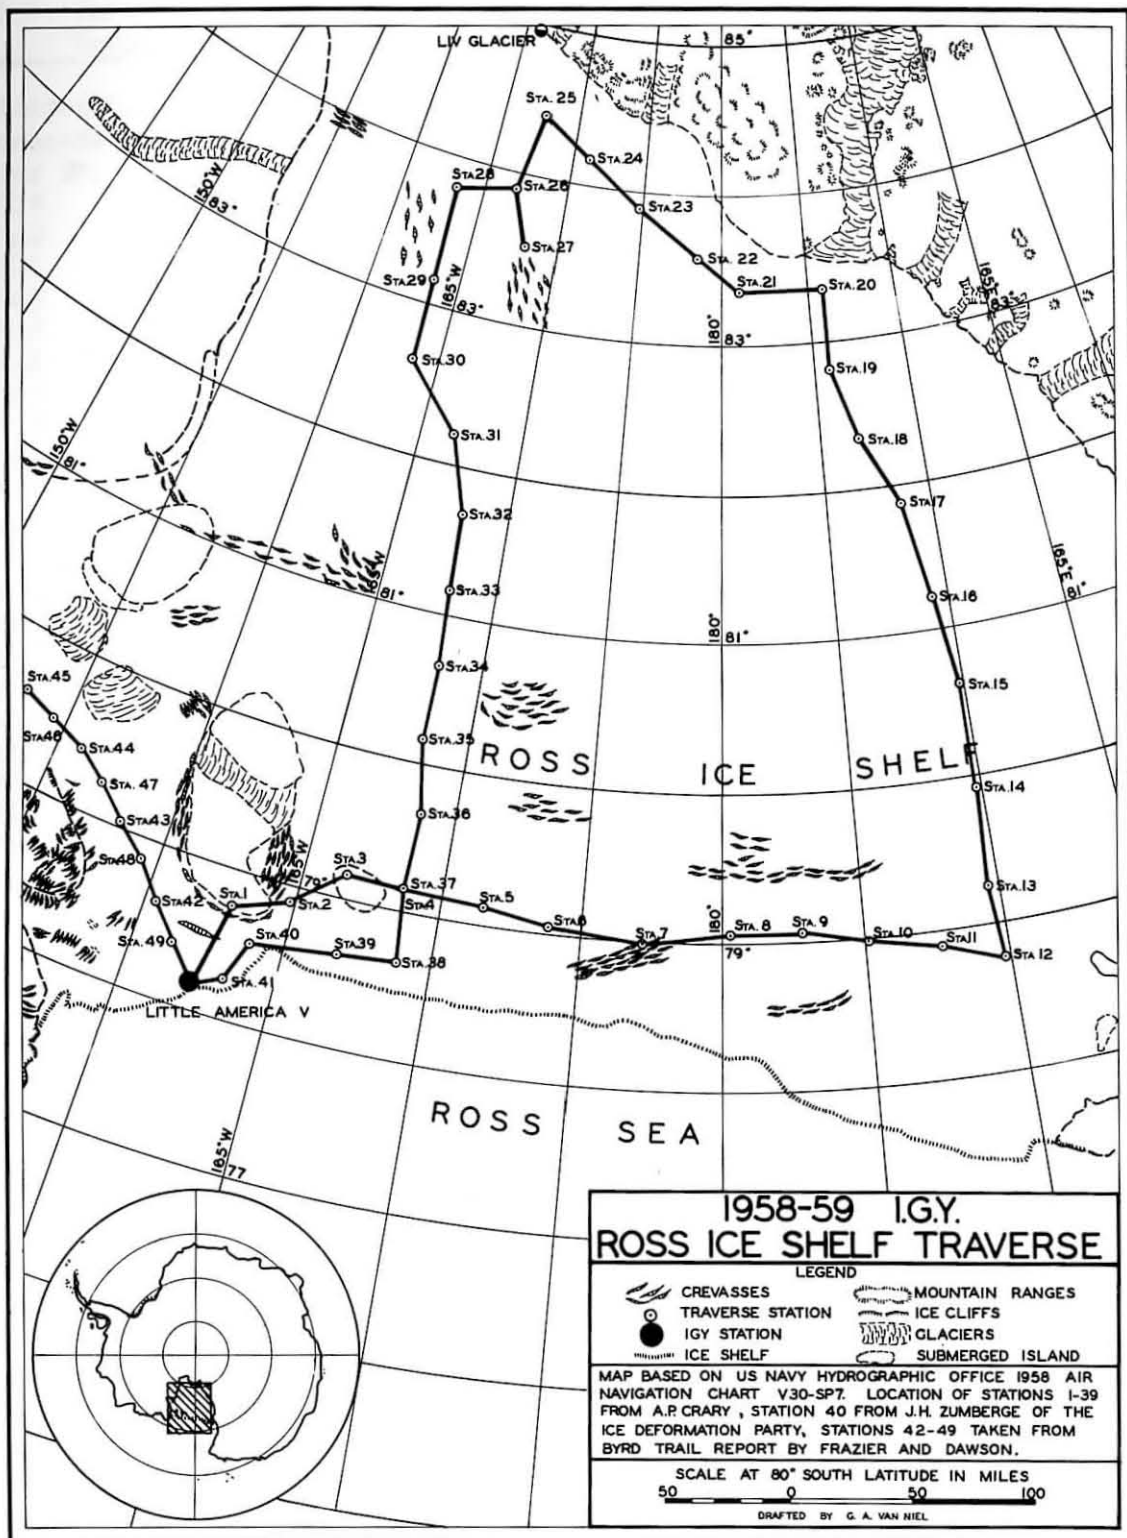 LIV GLACIER
85°
STA. 25
STA. 24
150°W
83°
STA 28
STA. 26
STA. 23
STA. 27
STA. 22
STA. 29
165°W
83°
STA. 21
STA. 20
165°E
83°
180°
83°
STA. 30
STA. 19
STA. 31
STA. 18
150°W
81°
STA. 32
STA. 17
165°W
81°
STA. 33
STA. 16
165°E
81°
180°
81°
STA. 34
STA. 45
STA. 15
STA. 46
STA. 35
STA. 44
ROSS ICE SHELF
STA. 47
STA. 14
STA. 43
STA. 36
STA. 48
165°W
79°
STA. 3
STA. 37
STA. 13
STA. 42
STA. 1
STA. 2
STA. 4
STA. 5
STA. 6
180°
79°
STA. 7
STA. 8
STA. 9
STA. 10
STA. 11
STA. 12
STA. 49
STA. 40
STA. 39
STA. 38
STA. 41
LITTLE AMERICA V
ROSS SEA
165°W
77
1958-59 I.G.Y.
ROSS ICE SHELF TRAVERSE
LEGEND
CREVASSES MOUNTAIN RANGES
TRAVERSE STATION ICE CLIFFS
IGY STATION GLACIERS
ICE SHELF SUBMERGED ISLAND
MAP BASED ON US NAVY HYDROGRAPHIC OFFICE 1958 AIR
NAVIGATION CHART V30-SP7. LOCATION OF STATIONS 1-39
FROM A.P. CRARY, STATION 40 FROM J.H. ZUMBERGE OF THE
ICE DEFORMATION PARTY, STATIONS 42-49 TAKEN FROM
BYRD TRAIL REPORT BY FRAZIER AND DAWSON.
SCALE AT 80° SOUTH LATITUDE IN MILES
50 0 50 100
DRAFTED BY G. A. VAN NIEL